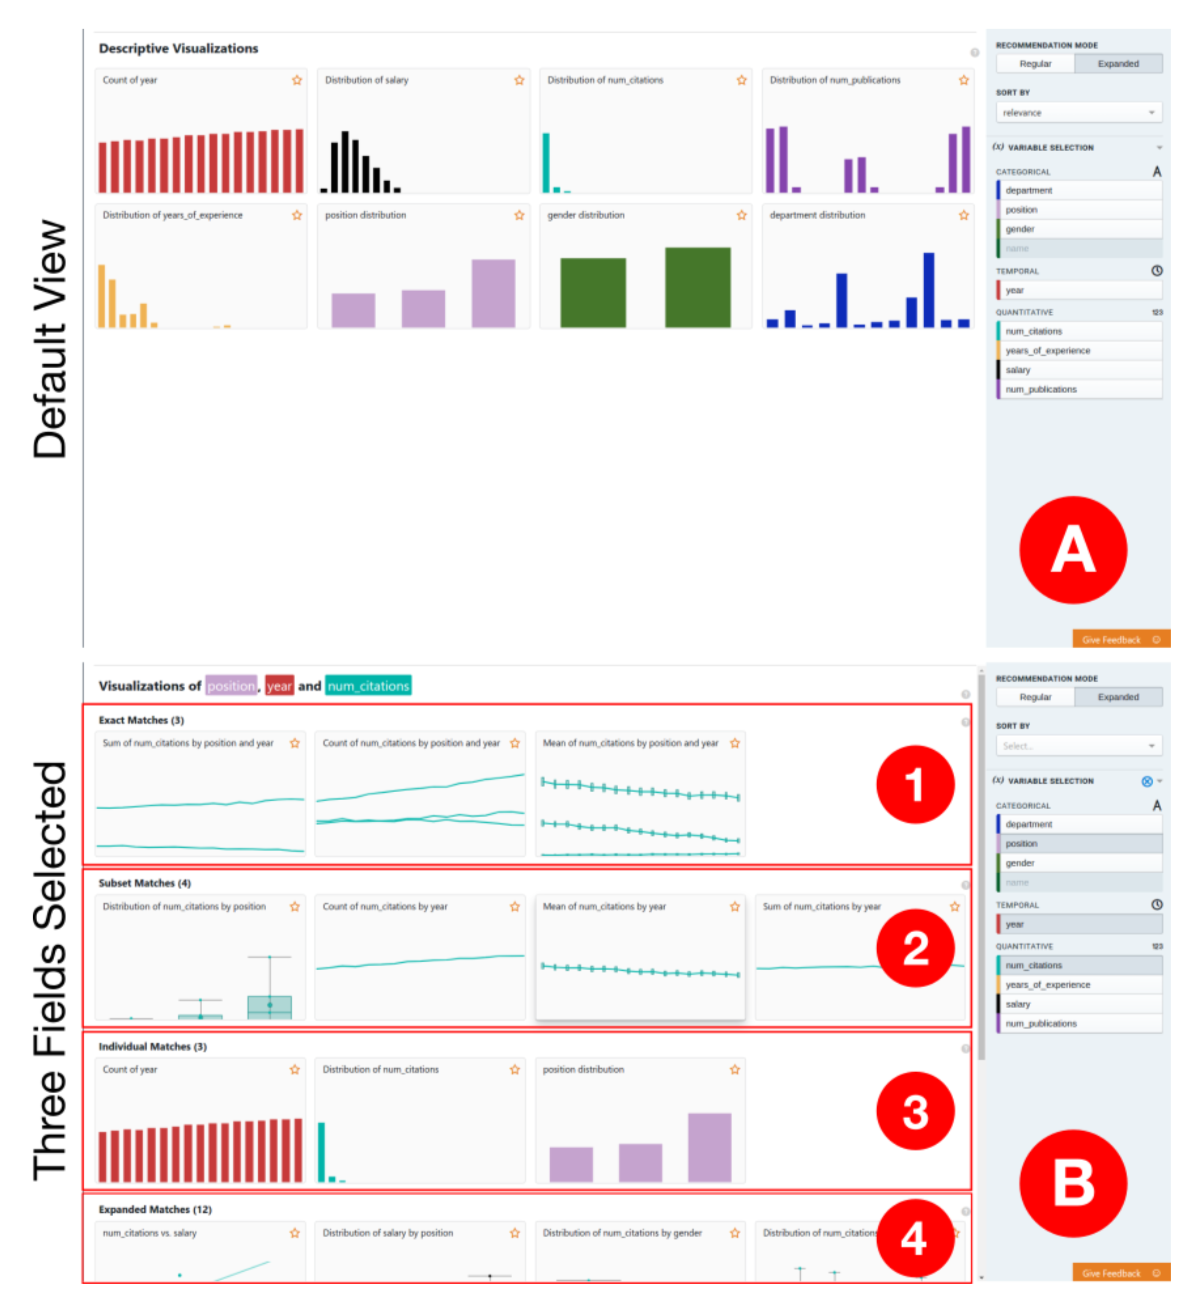 Default View
Descriptive Visualizations
Count of year
Distribution of salary
Distribution of num_citations
Distribution of num_publications
Distribution of years_of_experience
position distribution
gender distribution
department distribution
RECOMMENDATION MODE
Regular
Expanded
SORT BY
relevance
(x) VARIABLE SELECTION
CATEGORICAL A
department
position
gender
name
TEMPORAL
year
QUANTITATIVE 123
num_citations
years_of_experience
salary
num_publications
A
Give Feedback
Three Fields Selected
Visualizations of position, year and num_citations
Exact Matches (3)
Sum of num_citations by position and year
Count of num_citations by position and year
Mean of num_citations by position and year
1
Subset Matches (4)
Distribution of num_citations by position
Count of num_citations by year
Mean of num_citations by year
Sum of num_citations by year
2
Individual Matches (3)
Count of year
Distribution of num_citations
position distribution
3
Expanded Matches (12)
num_citations vs. salary
Distribution of salary by position
Distribution of num_citations by gender
Distribution of num_citations
4
RECOMMENDATION MODE
Regular
Expanded
SORT BY
Select...
(x) VARIABLE SELECTION
CATEGORICAL A
department
position
gender
name
TEMPORAL
year
QUANTITATIVE 123
num_citations
years_of_experience
salary
num_publications
B
Give Feedback